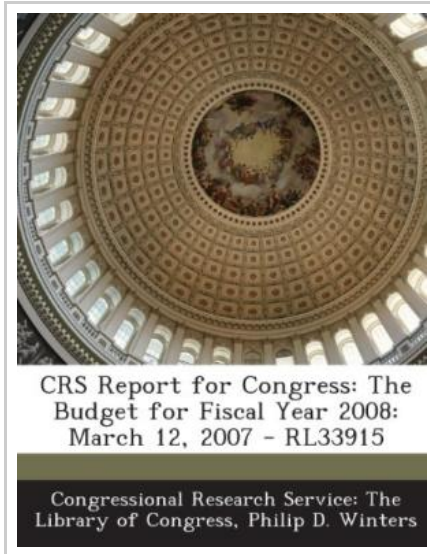 CRS Report for Congress: The
Budget for Fiscal Year 2008:
March 12, 2007 - RL33915
Congressional Research Service: The
Library of Congress, Philip D. Winters